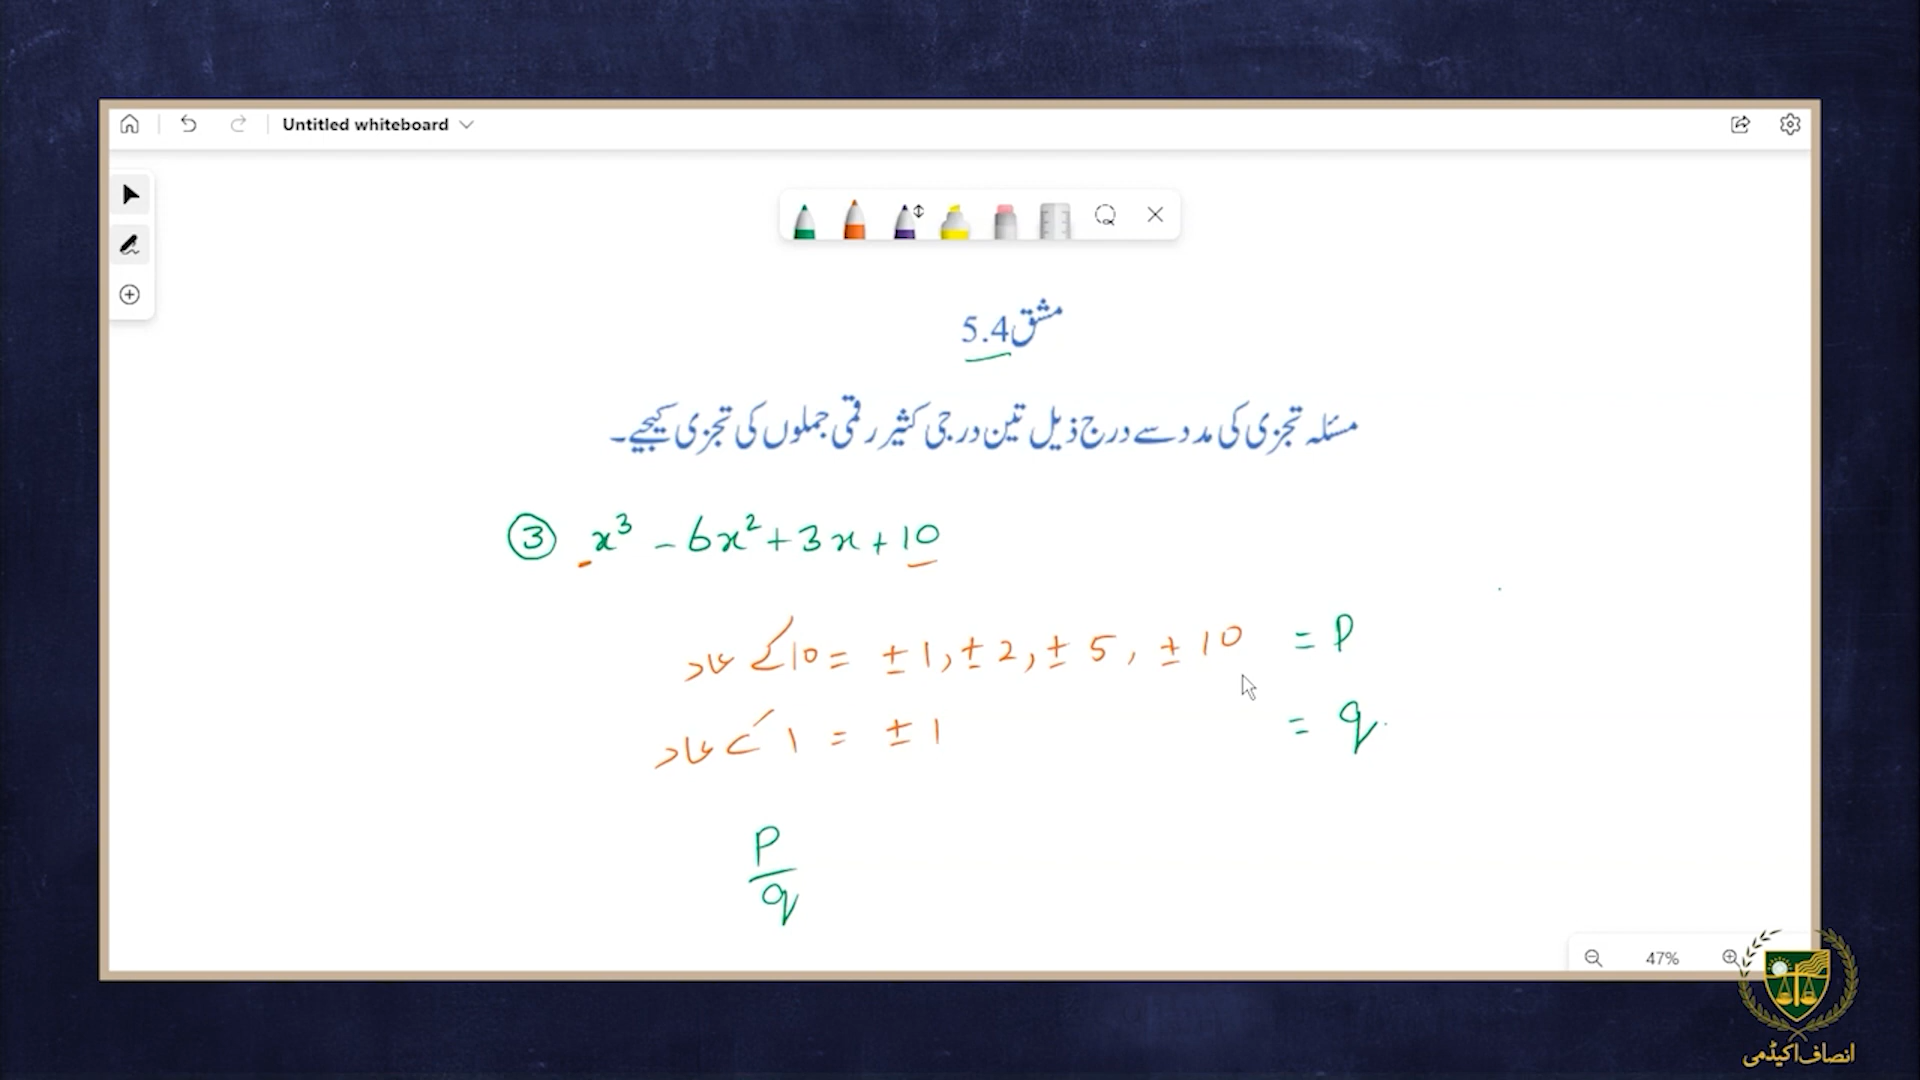 Untitled whiteboard
مشق 5.4
مسئلہ تجزی کی مدد سے درج ذیل تین درجی کثیر رقمی جملوں کی تجزی کیجیے۔
③ x³ - 6x² + 3x + 10
10 کے عاد = ±1, ±2, ±5, ±10 = P
1 کے عاد = ±1 = q
P/q
47%
انصاف اکیڈمی